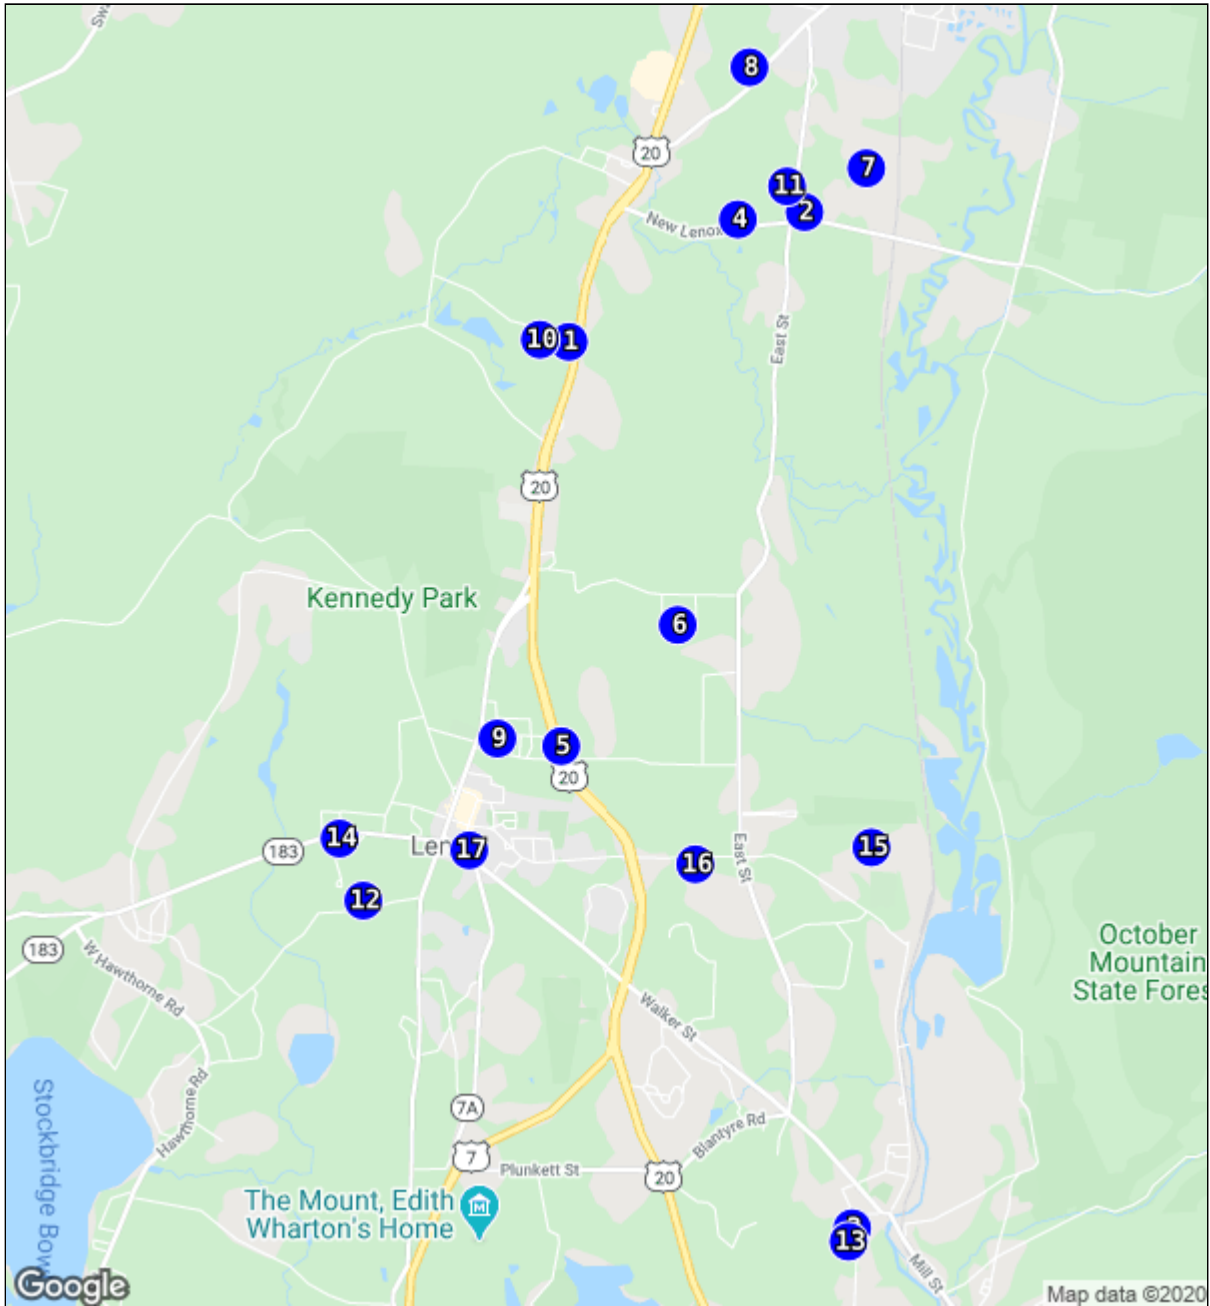 Sw
8
20
7
11
2
4
New Lenox
10
1
East St
20
Kennedy Park
6
9
5
20
14
183
Len
17
16
15
East St
12
183
W Hawthorne Rd
October
Mountain
State Fores
Walker St
Stockbridge Bow
Hawthorne Rd
7A
Blantyre Rd
7
Plunkett St
20
The Mount, Edith
Wharton's Home
M
13
Mill St
Google
Map data ©2020